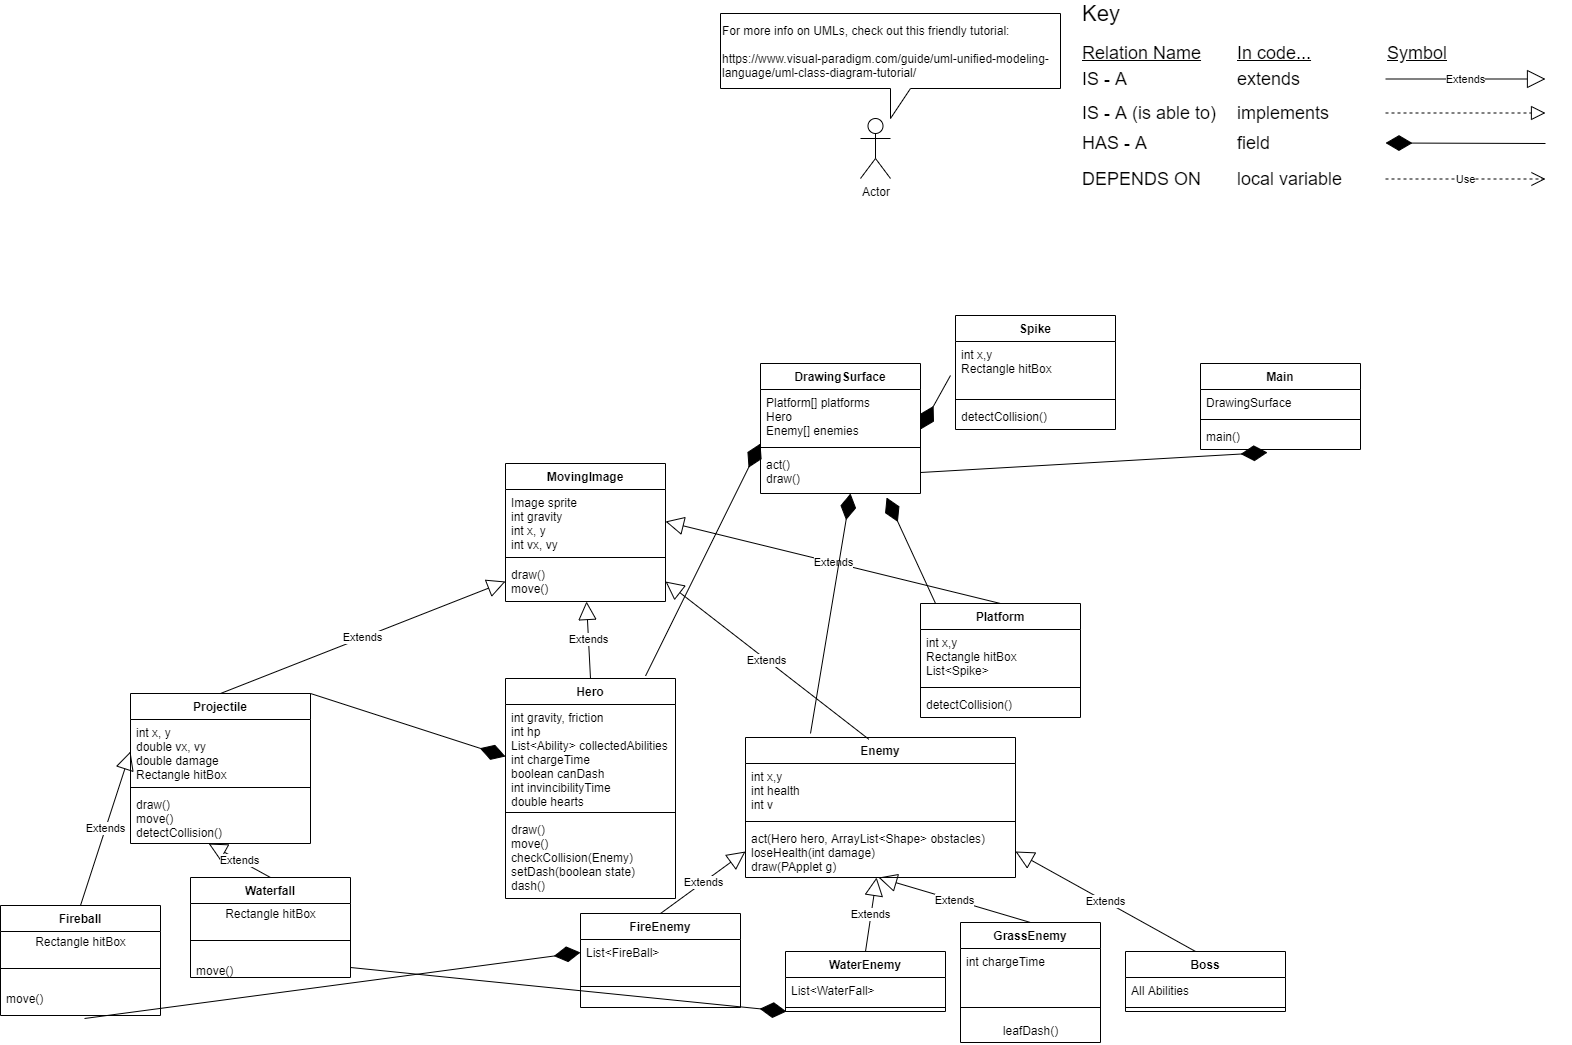 For more info on UMLs, check out this friendly tutorial:
https://www.visual-paradigm.com/guide/uml-unified-modeling-
language/uml-class-diagram-tutorial/
Actor
Key
Relation Name In code... Symbol
IS - A extends Extends
IS - A (is able to) implements
HAS - A field
DEPENDS ON local variable Use
Spike
int x,y
Rectangle hitBox
detectCollision()
DrawingSurface
Platform[] platforms
Hero
Enemy[] enemies
act()
draw()
Main
DrawingSurface
main()
MovingImage
Image sprite
int gravity
int x, y
int vx, vy
draw()
move()
Extends
Extends
Extends
Extends
Platform
int x,y
Rectangle hitBox
List<Spike>
detectCollision()
Projectile
int x, y
double vx, vy
double damage
Rectangle hitBox
draw()
move()
detectCollision()
Hero
int gravity, friction
int hp
List<Ability> collectedAbilities
int chargeTime
boolean canDash
int invincibilityTime
double hearts
draw()
move()
checkCollision(Enemy)
setDash(boolean state)
dash()
Enemy
int x,y
int health
int v
act(Hero hero, ArrayList<Shape> obstacles)
loseHealth(int damage)
draw(PApplet g)
Extends
Extends
Extends
Extends
Extends
Extends
Fireball
Rectangle hitBox
move()
Waterfall
Rectangle hitBox
move()
FireEnemy
List<FireBall>
WaterEnemy
List<WaterFall>
GrassEnemy
int chargeTime
leafDash()
Boss
All Abilities